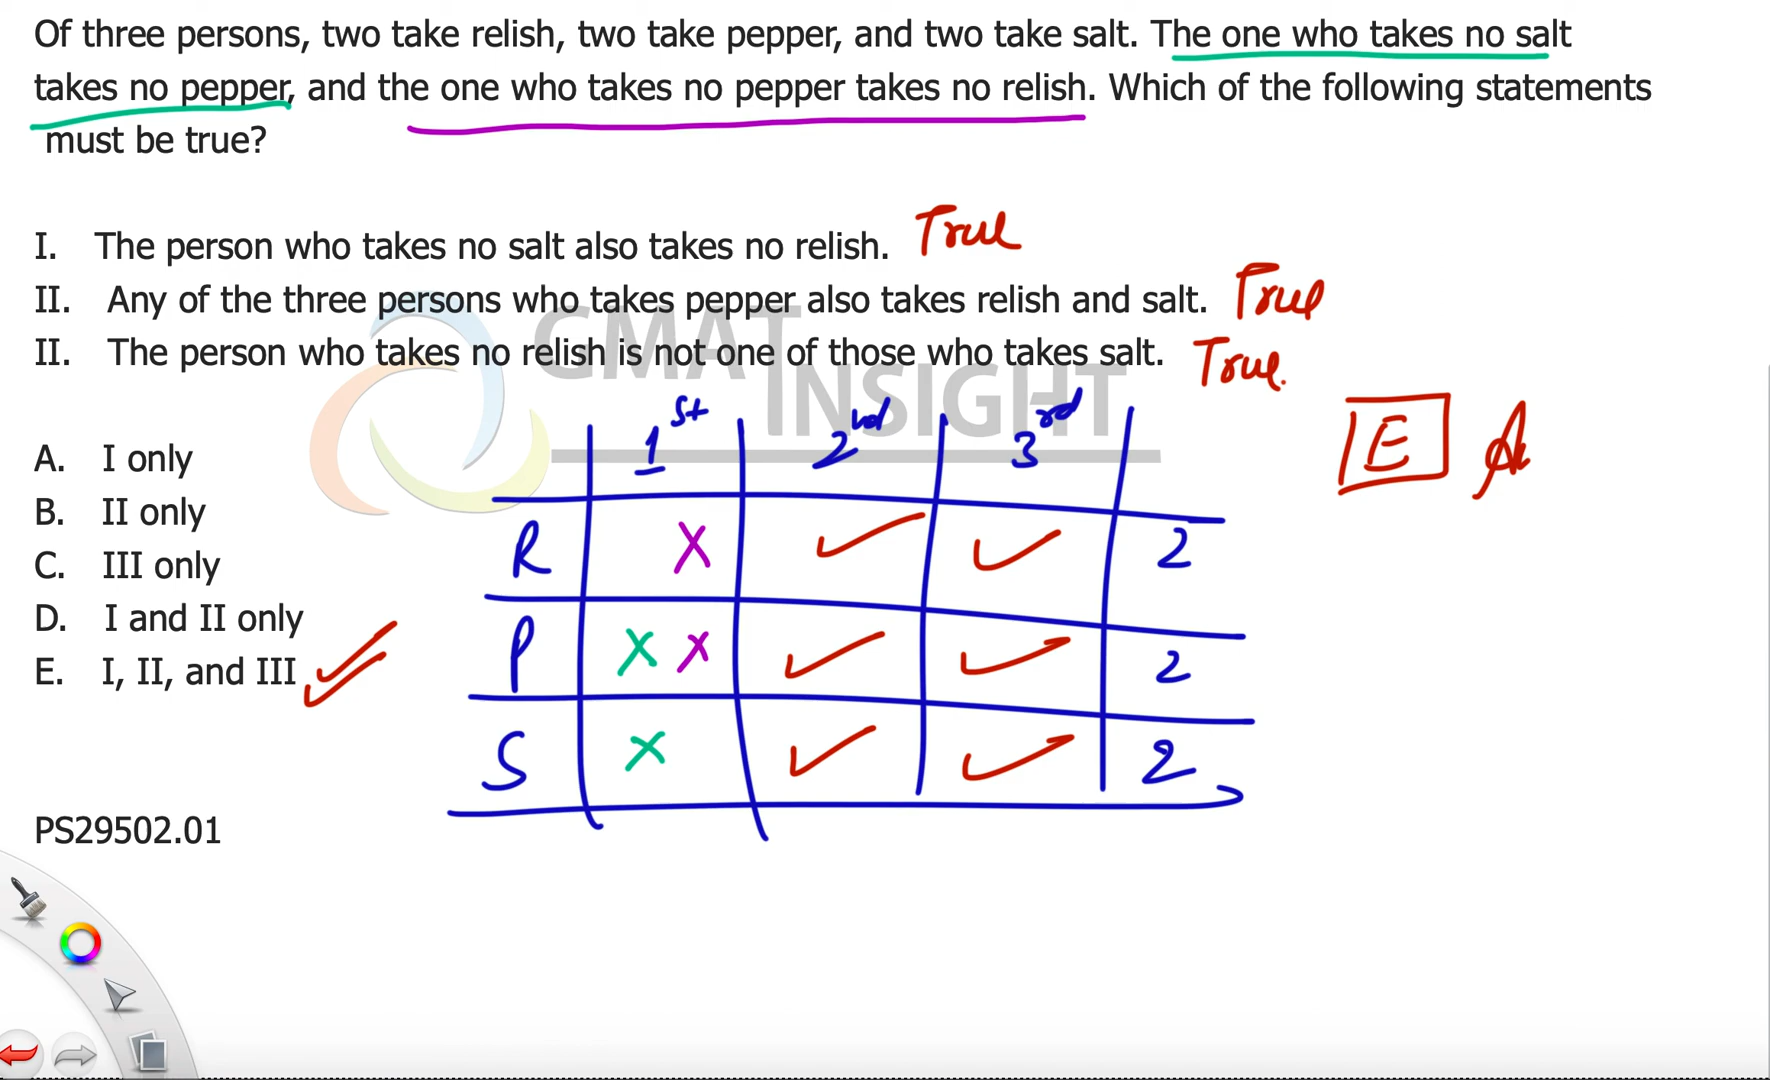 Of three persons, two take relish, two take pepper, and two take salt. The one who takes no salt
takes no pepper, and the one who takes no pepper takes no relish. Which of the following statements
must be true?
I. The person who takes no salt also takes no relish. True
II. Any of the three persons who takes pepper also takes relish and salt. True
II. The person who takes no relish is not one of those who takes salt. True.
GMAT INSIGHT
A. I only
B. II only
C. III only
D. I and II only
E. I, II, and III
E
1st 2nd 3rd
R X ✓ ✓ 2
P X X ✓ ✓ 2
S X ✓ ✓ 2
PS29502.01